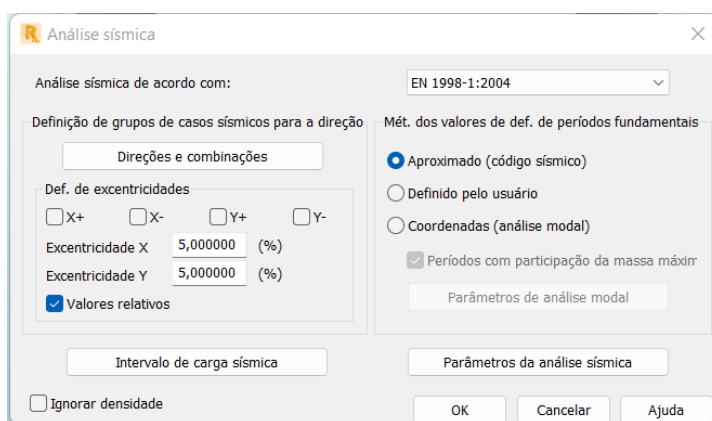 Análise sísmica
Análise sísmica de acordo com:
EN 1998-1:2004
Definição de grupos de casos sísmicos para a direção
Direções e combinações
Def. de excentricidades
X+ X- Y+ Y-
Excentricidade X 5,000000 (%)
Excentricidade Y 5,000000 (%)
Valores relativos
Mét. dos valores de def. de períodos fundamentais
Aproximado (código sísmico)
Definido pelo usuário
Coordenadas (análise modal)
Períodos com participação da massa máxim
Parâmetros de análise modal
Intervalo de carga sísmica
Parâmetros da análise sísmica
Ignorar densidade
OK Cancelar Ajuda